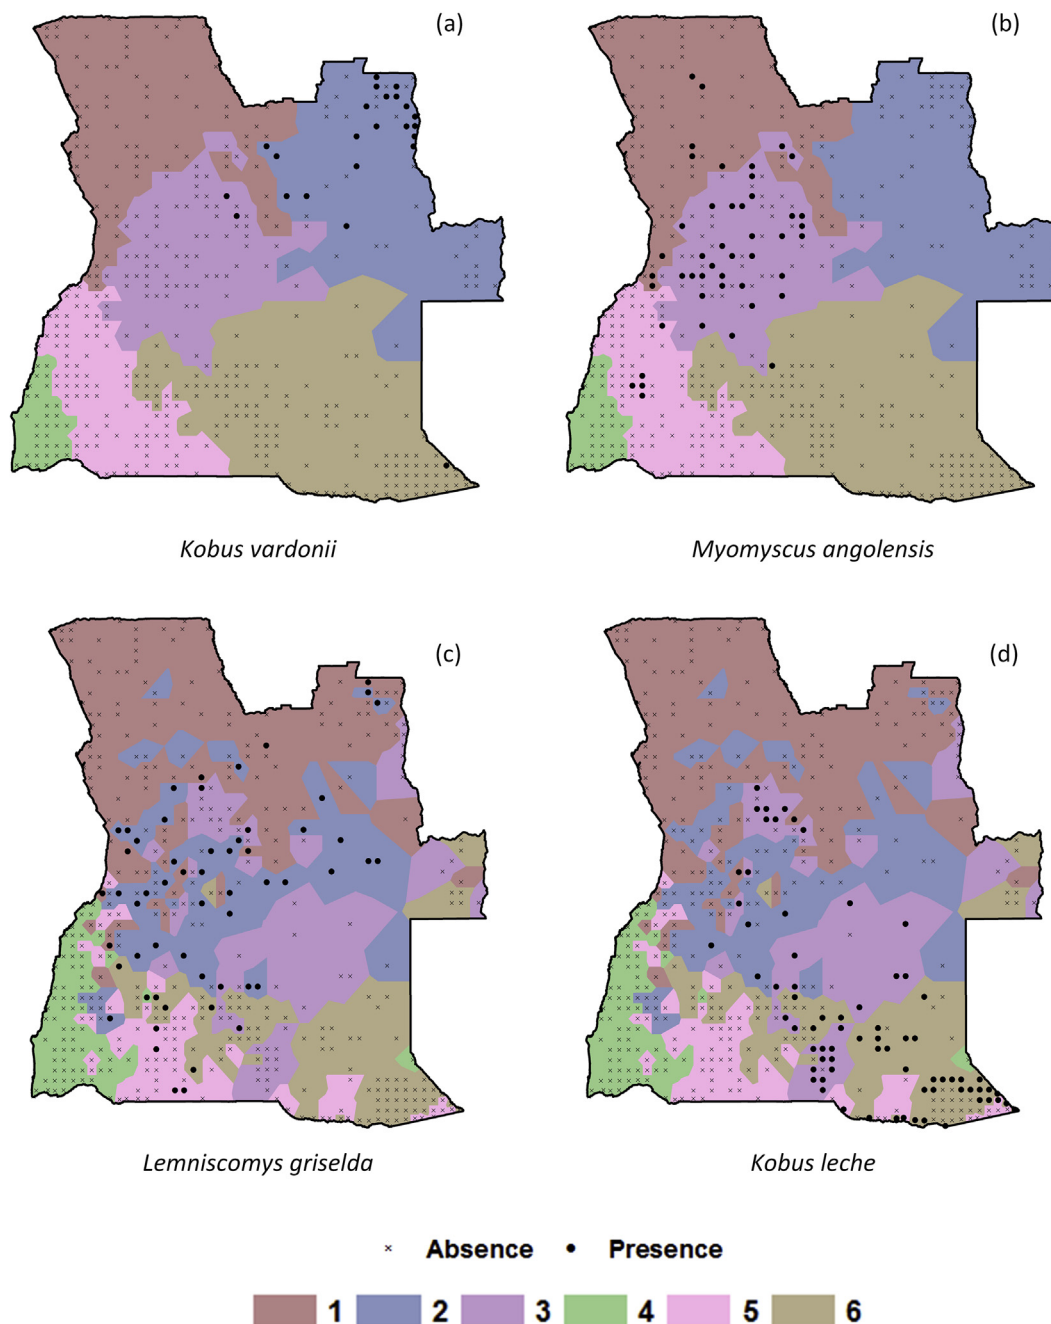 (a) (b)
Kobus vardonii Myomyscus angolensis
(c) (d)
Lemniscomys griselda Kobus leche
× Absence • Presence
1 2 3 4 5 6